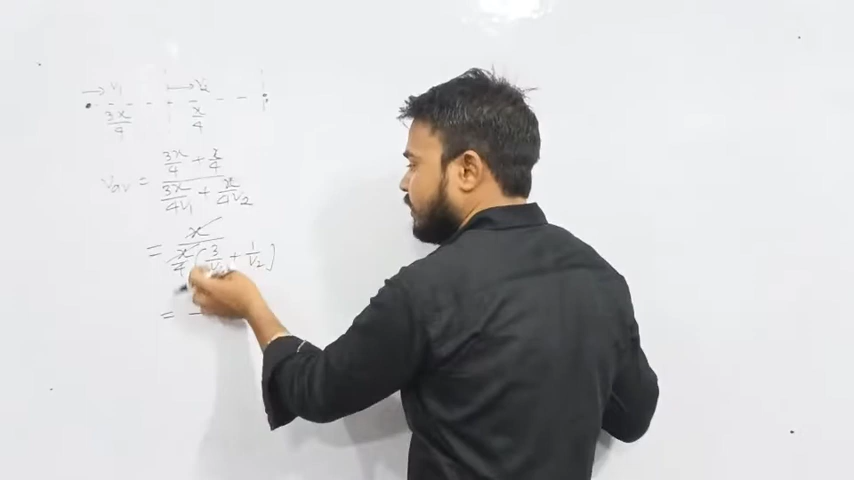 → V₁ → V₂
3x/4 x/4
Vav = (3x/4 + x/4) / (3x/4V₁ + x/4V₂)
= x / (x/4 [3/V₁ + 1/V₂])
= —